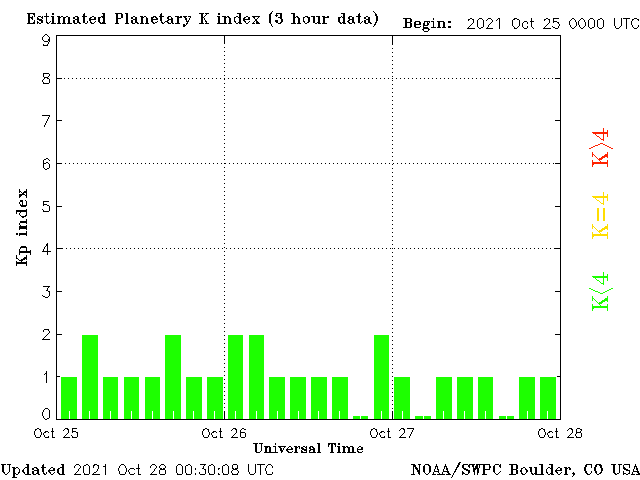 Estimated Planetary K index (3 hour data)
Begin: 2021 Oct 25 0000 UTC
9
8
7
6
5
4
3
2
1
0
Kp index
K>4
K=4
K<4
Oct 25
Oct 26
Oct 27
Oct 28
Universal Time
Updated 2021 Oct 28 00:30:08 UTC
NOAA/SWPC Boulder, CO USA